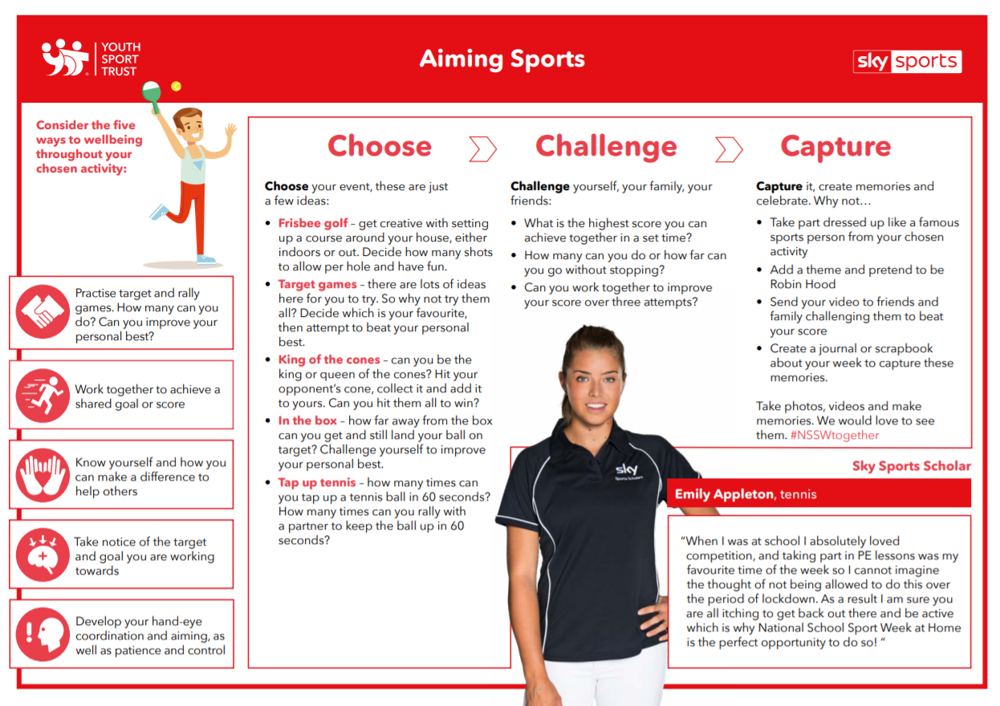 YOUTH
SPORT
TRUST
Aiming Sports
sky sports
Consider the five
ways to wellbeing
throughout your
chosen activity:
Practise target and rally
games. How many can you
do? Can you improve your
personal best?
Work together to achieve a
shared goal or score
Know yourself and how you
can make a difference to
help others
Take notice of the target
and goal you are working
towards
Develop your hand-eye
coordination and aiming, as
well as patience and control
Choose
Choose your event, these are just
a few ideas:
• Frisbee golf – get creative with setting
up a course around your house, either
indoors or out. Decide how many shots
to allow per hole and have fun.
• Target games – there are lots of ideas
here for you to try. So why not try them
all? Decide which is your favourite,
then attempt to beat your personal
best.
• King of the cones – can you be the
king or queen of the cones? Hit your
opponent's cone, collect it and add it
to yours. Can you hit them all to win?
• In the box – how far away from the box
can you get and still land your ball on
target? Challenge yourself to improve
your personal best.
• Tap up tennis – how many times can
you tap up a tennis ball in 60 seconds?
How many times can you rally with
a partner to keep the ball up in 60
seconds?
Challenge
Challenge yourself, your family, your
friends:
• What is the highest score you can
achieve together in a set time?
• How many can you do or how far can
you go without stopping?
• Can you work together to improve
your score over three attempts?
Capture
Capture it, create memories and
celebrate. Why not…
• Take part dressed up like a famous
sports person from your chosen
activity
• Add a theme and pretend to be
Robin Hood
• Send your video to friends and
family challenging them to beat
your score
• Create a journal or scrapbook
about your week to capture these
memories.
Take photos, videos and make
memories. We would love to see
them. #NSSWtogether
sky
Sports Scholars
Sky Sports Scholar
Emily Appleton, tennis
“When I was at school I absolutely loved
competition, and taking part in PE lessons was my
favourite time of the week so I cannot imagine
the thought of not being allowed to do this over
the period of lockdown. As a result I am sure you
are all itching to get back out there and be active
which is why National School Sport Week at Home
is the perfect opportunity to do so! “